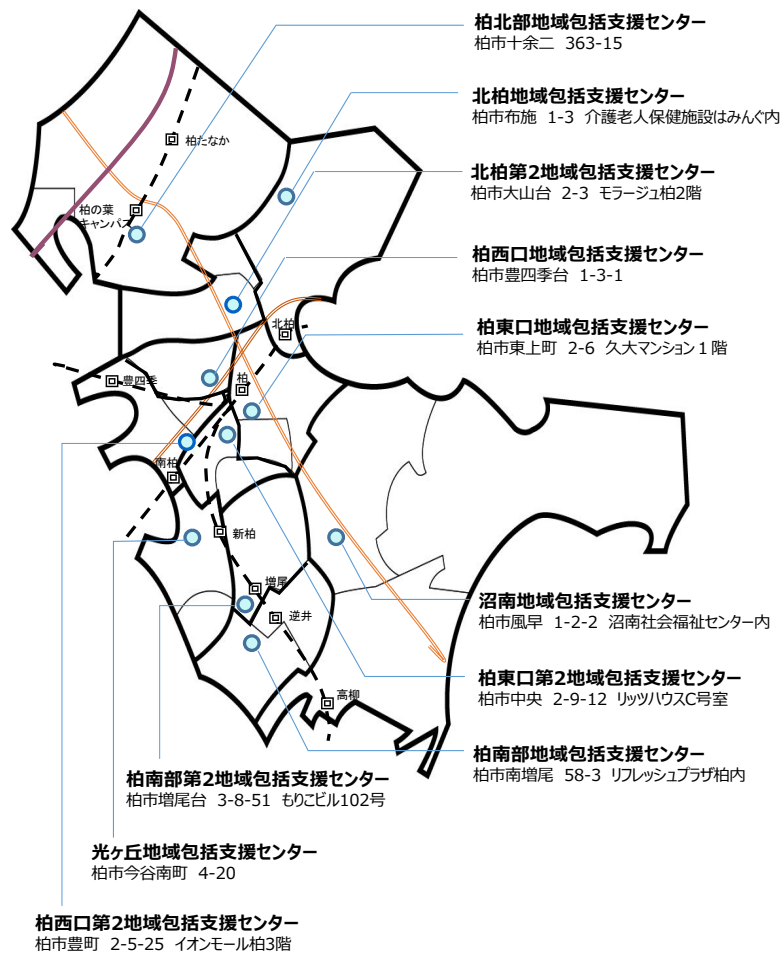 柏北部地域包括支援センター
柏市十余二 363-15
北柏地域包括支援センター
柏市布施 1-3 介護老人保健施設はみんぐ内
北柏第2地域包括支援センター
柏市大山台 2-3 モラージュ柏2階
柏西口地域包括支援センター
柏市豊四季台 1-3-1
柏東口地域包括支援センター
柏市東上町 2-6 久大マンション１階
柏たなか
柏の葉
キャンパス
北柏
豊四季
柏
南柏
新柏
増尾
逆井
高柳
沼南地域包括支援センター
柏市風早 1-2-2 沼南社会福祉センター内
柏東口第2地域包括支援センター
柏市中央 2-9-12 リッツハウスC号室
柏南部地域包括支援センター
柏市南増尾 58-3 リフレッシュプラザ柏内
柏南部第2地域包括支援センター
柏市増尾台 3-8-51 もりこビル102号
光ヶ丘地域包括支援センター
柏市今谷南町 4-20
柏西口第2地域包括支援センター
柏市豊町 2-5-25 イオンモール柏3階